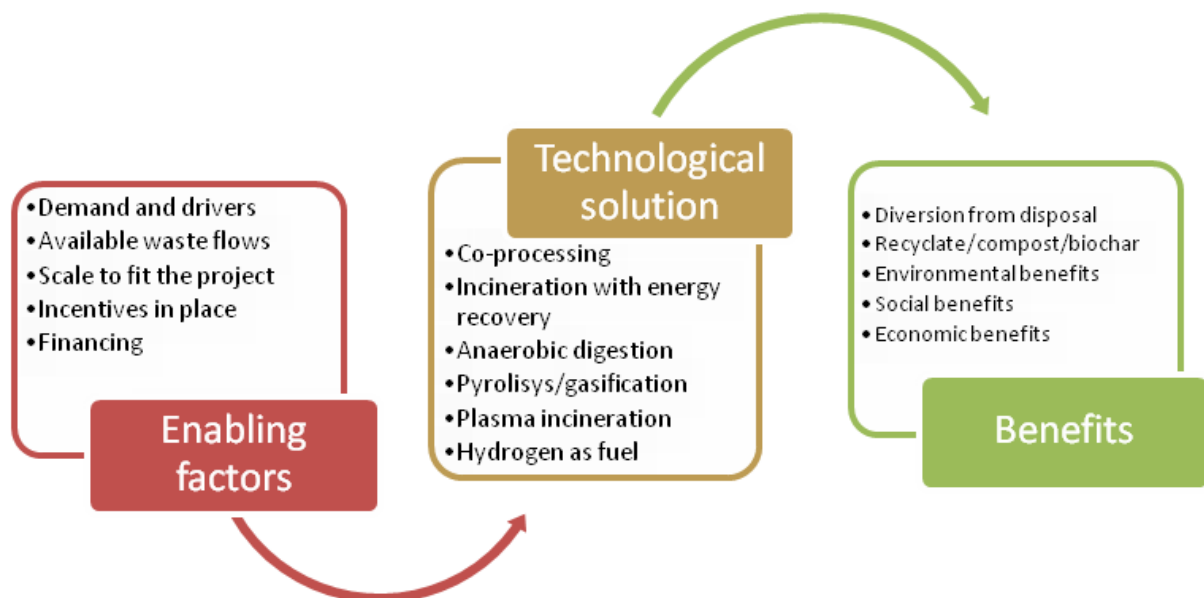 • Demand and drivers
• Available waste flows
• Scale to fit the project
• Incentives in place
• Financing
Enabling
factors
Technological
solution
• Co-processing
• Incineration with energy
recovery
• Anaerobic digestion
• Pyrolisys/gasification
• Plasma incineration
• Hydrogen as fuel
• Diversion from disposal
• Recyclate/compost/biochar
• Environmental benefits
• Social benefits
• Economic benefits
Benefits